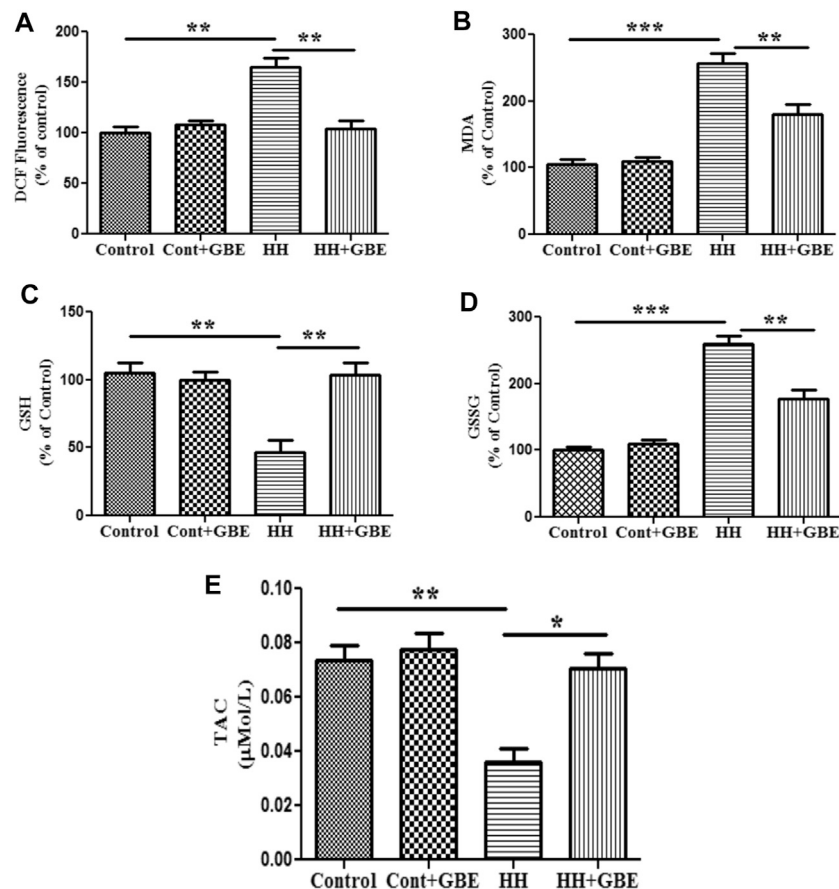 A
DCF Fluorescence
(% of control)
200
150
100
50
0
**
**
Control Cont+GBE HH HH+GBE
B
MDA
(% of Control)
300
200
100
0
***
**
Control Cont+GBE HH HH+GBE
C
GSH
(% of Control)
150
100
50
0
**
**
Control Cont+GBE HH HH+GBE
D
GSSG
(% of Control)
300
200
100
0
***
**
Control Cont+GBE HH HH+GBE
E
TAC
(µMol/L)
0.10
0.08
0.06
0.04
0.02
0.00
**
*
Control Cont+GBE HH HH+GBE